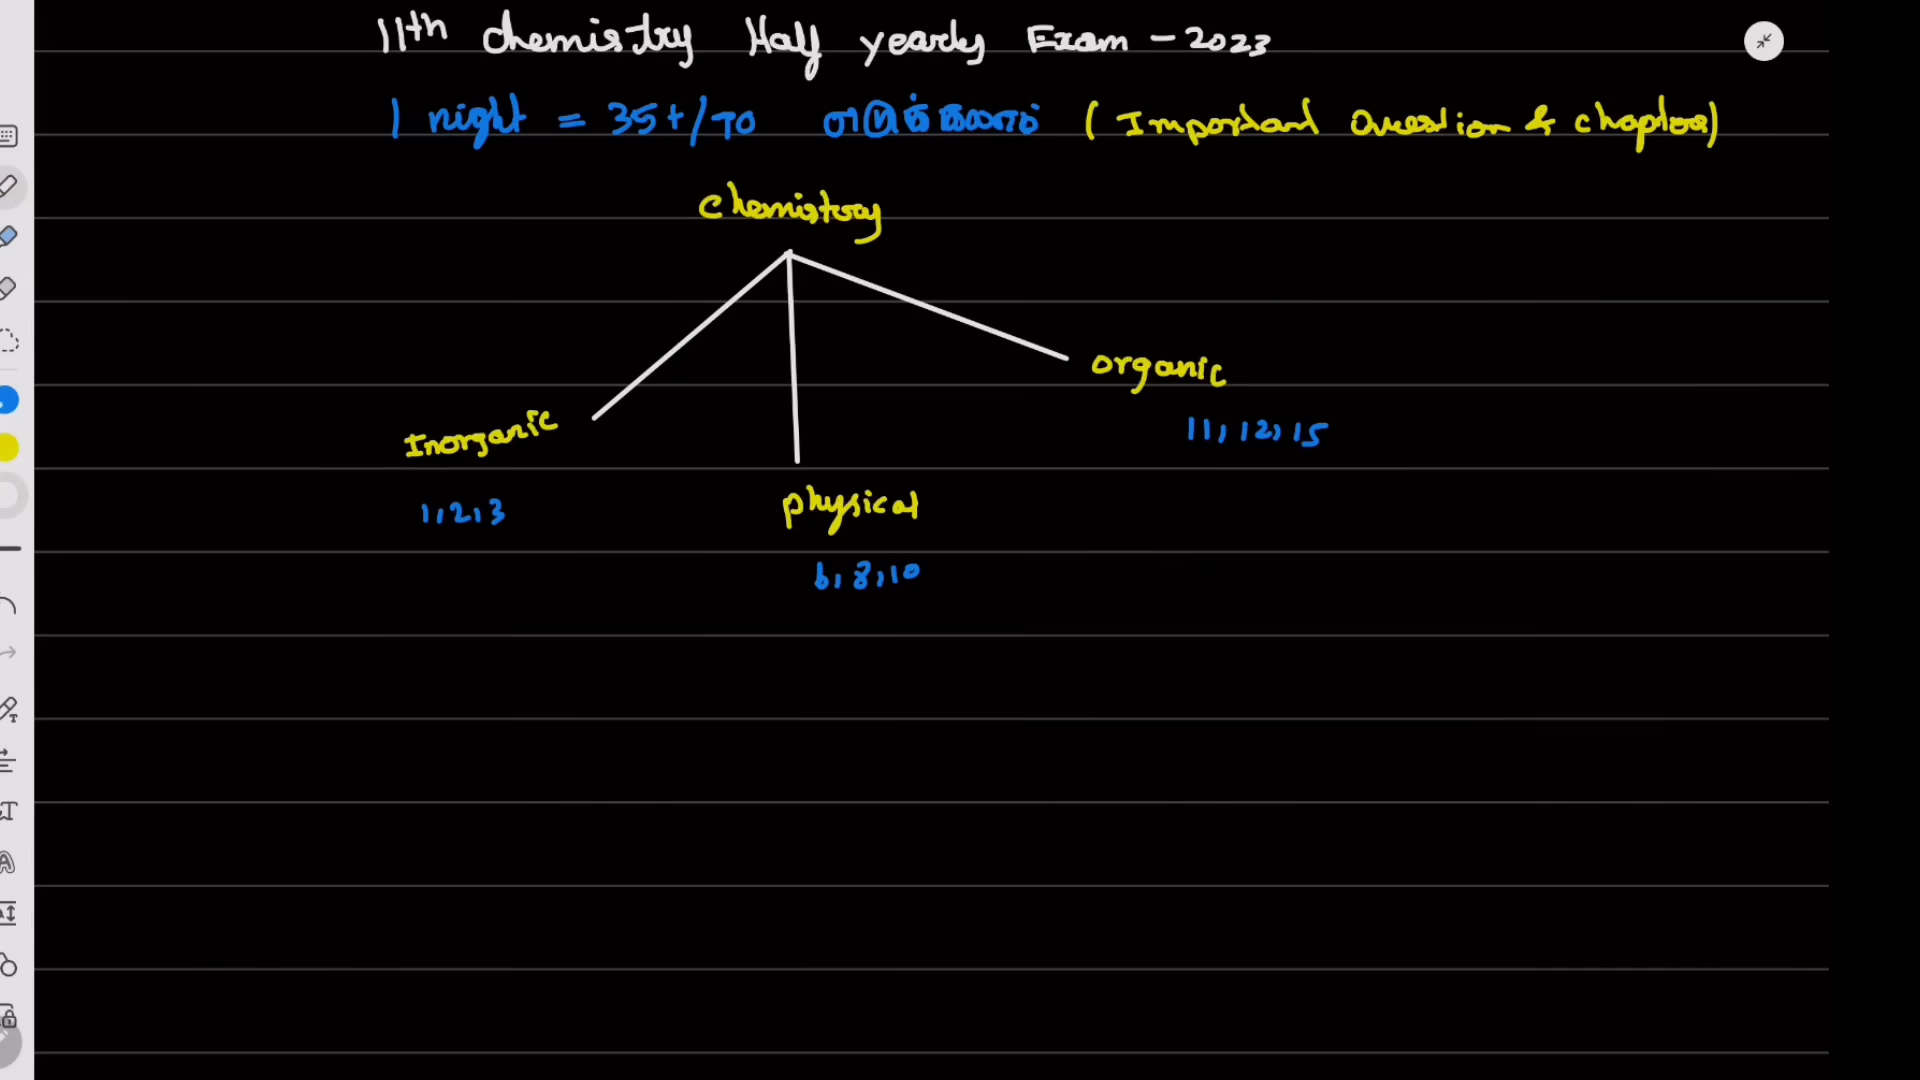 11th chemistry Half yearly Exam - 2023
1 night = 35+/70 (Important Question & chapters)
chemistry
organic
11, 12, 15
Inorganic
1, 2, 3
physical
6, 8, 10